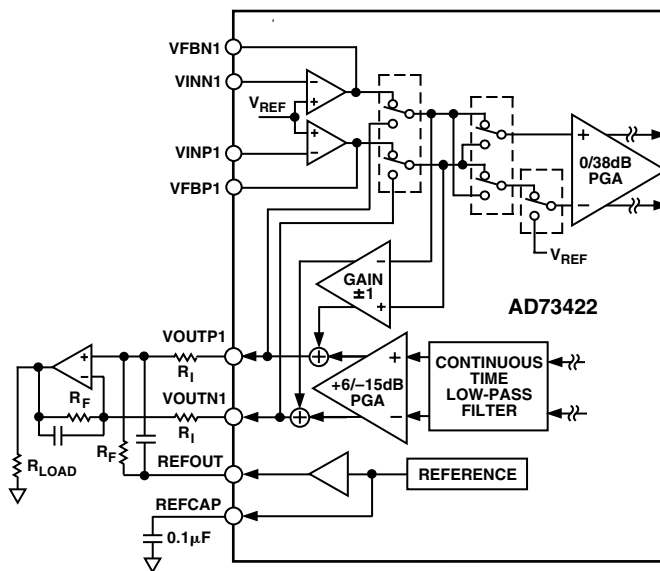 VFBN1
VINN1
VREF
VINP1
VFBP1
0/38dB
PGA
VREF
GAIN
±1
AD73422
VOUTP1
RI
+6/–15dB
PGA
CONTINUOUS
TIME
LOW-PASS
FILTER
RF
VOUTN1
RI
RF
RLOAD
REFOUT
REFERENCE
REFCAP
0.1µF